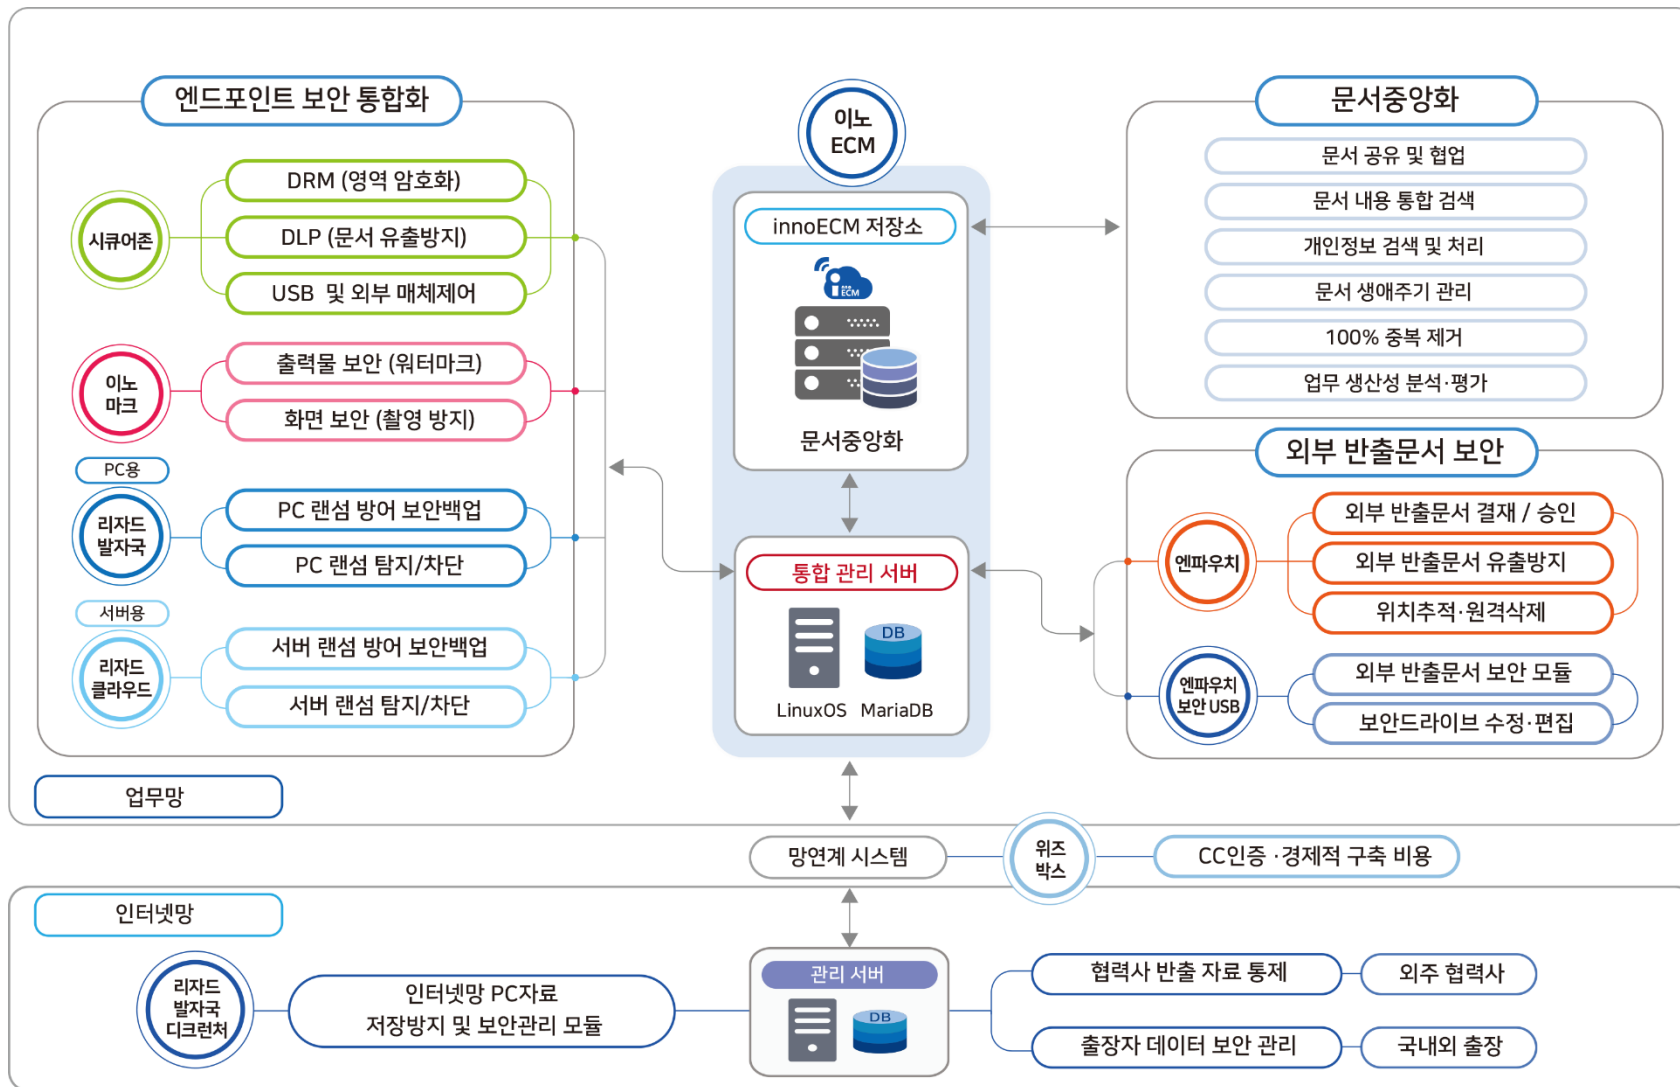 엔드포인트 보안 통합화
시큐어존
DRM (영역 암호화)
DLP (문서 유출방지)
USB 및 외부 매체제어
이노
마크
출력물 보안 (워터마크)
화면 보안 (촬영 방지)
PC용
리자드
발자국
PC 랜섬 방어 보안백업
PC 랜섬 탐지/차단
서버용
리자드
클라우드
서버 랜섬 방어 보안백업
서버 랜섬 탐지/차단
업무망
이노
ECM
innoECM 저장소
ECM
문서중앙화
통합 관리 서버
DB
LinuxOS MariaDB
문서중앙화
문서 공유 및 협업
문서 내용 통합 검색
개인정보 검색 및 처리
문서 생애주기 관리
100% 중복 제거
업무 생산성 분석·평가
외부 반출문서 보안
엔파우치
외부 반출문서 결재 / 승인
외부 반출문서 유출방지
위치추적·원격삭제
엔파우치
보안 USB
외부 반출문서 보안 모듈
보안드라이브 수정·편집
망연계 시스템
위즈
박스
CC인증 ·경제적 구축 비용
인터넷망
리자드
발자국
디크런처
인터넷망 PC자료
저장방지 및 보안관리 모듈
관리 서버
DB
협력사 반출 자료 통제
외주 협력사
출장자 데이터 보안 관리
국내외 출장